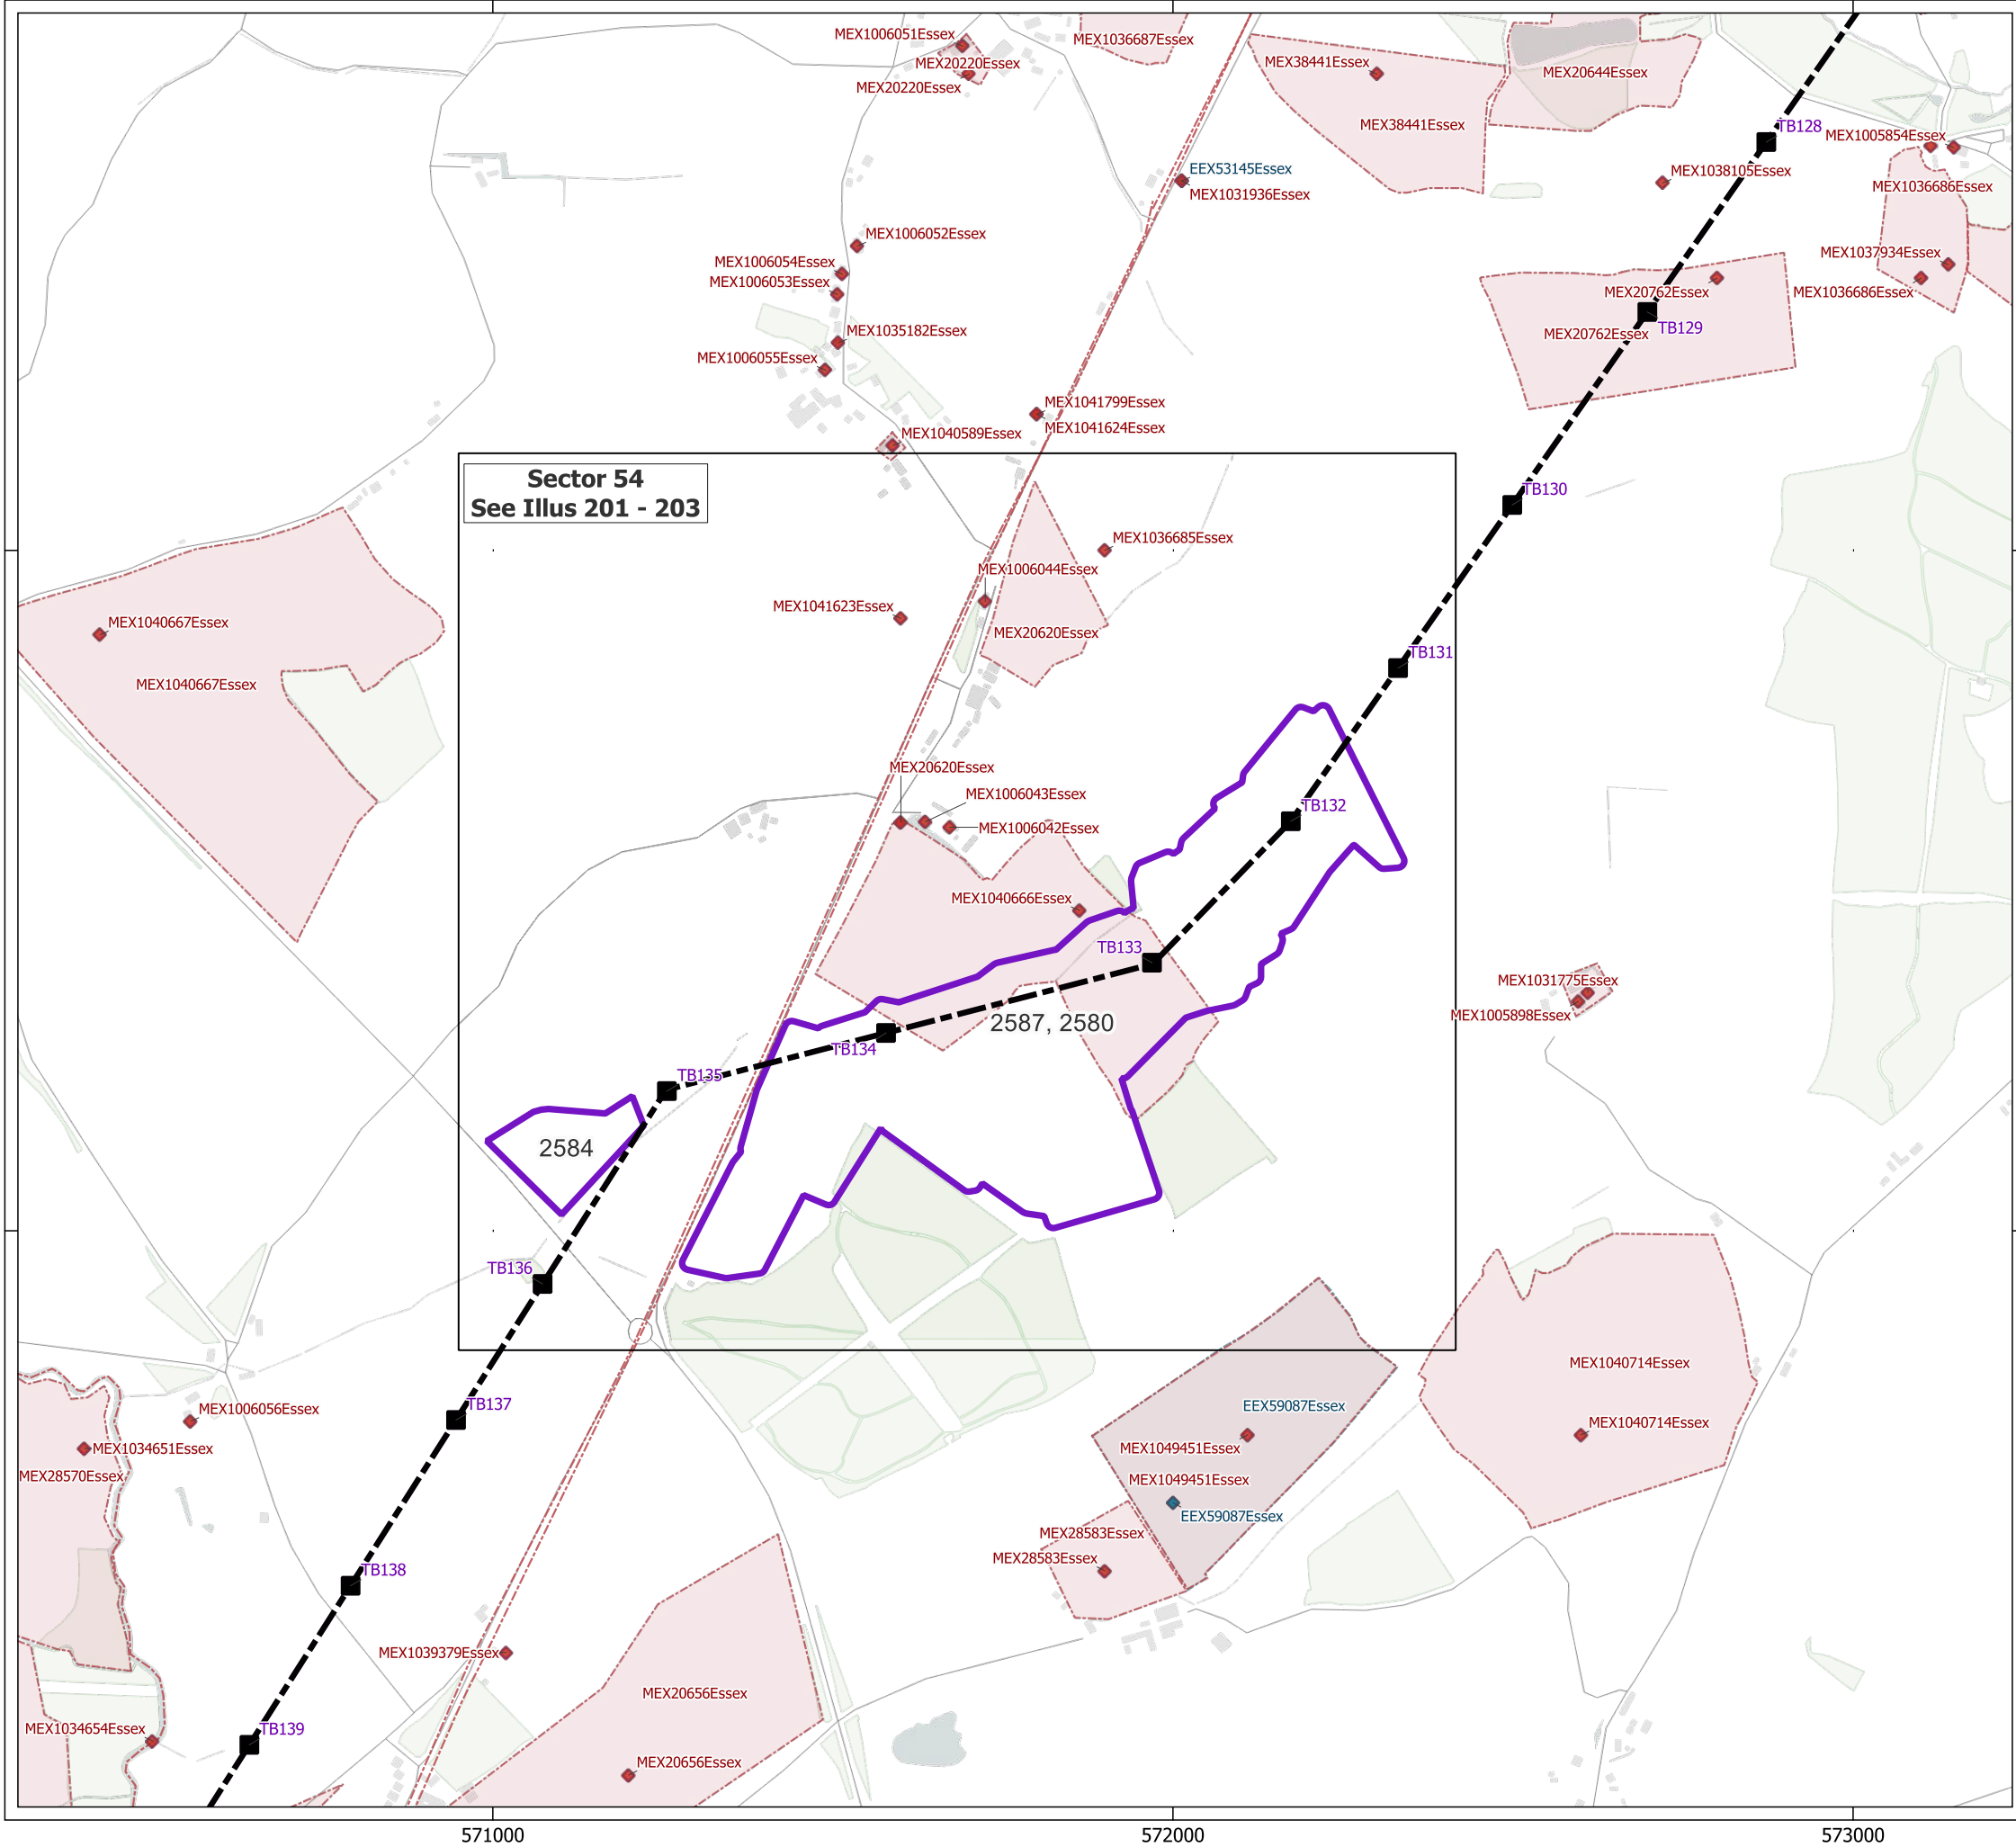 MEX1006051Essex
MEX1036687Essex
MEX20220Essex
MEX20220Essex
MEX38441Essex
MEX20644Essex
MEX38441Essex
TB128
MEX1005854Essex
EEX53145Essex
MEX1031936Essex
MEX1038105Essex
MEX1036686Essex
MEX1006052Essex
MEX1006054Essex
MEX1006053Essex
MEX1037934Essex
MEX20762Essex
MEX1036686Essex
MEX1035182Essex
MEX20762Essex
TB129
MEX1006055Essex
MEX1041799Essex
MEX1041624Essex
MEX1040589Essex
Sector 54
See Illus 201 - 203
TB130
MEX1036685Essex
MEX1006044Essex
MEX1041623Essex
MEX1040667Essex
MEX20620Essex
TB131
MEX1040667Essex
MEX20620Essex
MEX1006043Essex
TB132
MEX1006042Essex
MEX1040666Essex
TB133
MEX1031775Essex
MEX1005898Essex
2587, 2580
TB134
TB135
2584
TB136
MEX1040714Essex
TB137
MEX1006056Essex
EEX59087Essex
MEX1040714Essex
MEX1034651Essex
MEX1049451Essex
MEX28570Essex
MEX1049451Essex
EEX59087Essex
MEX28583Essex
MEX28583Essex
TB138
MEX1039379Essex
MEX20656Essex
MEX1034654Essex
TB139
MEX20656Essex
571000
572000
573000